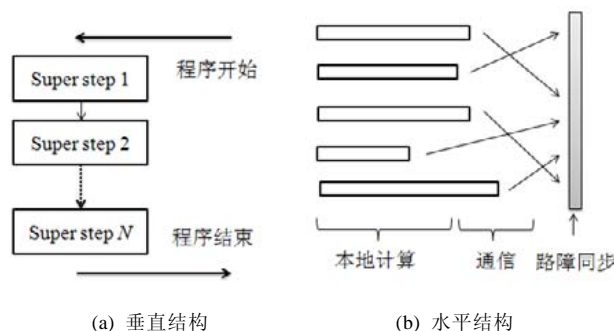 程序开始
Super step 1
Super step 2
Super step N
程序结束
(a) 垂直结构
本地计算
通信
路障同步
(b) 水平结构